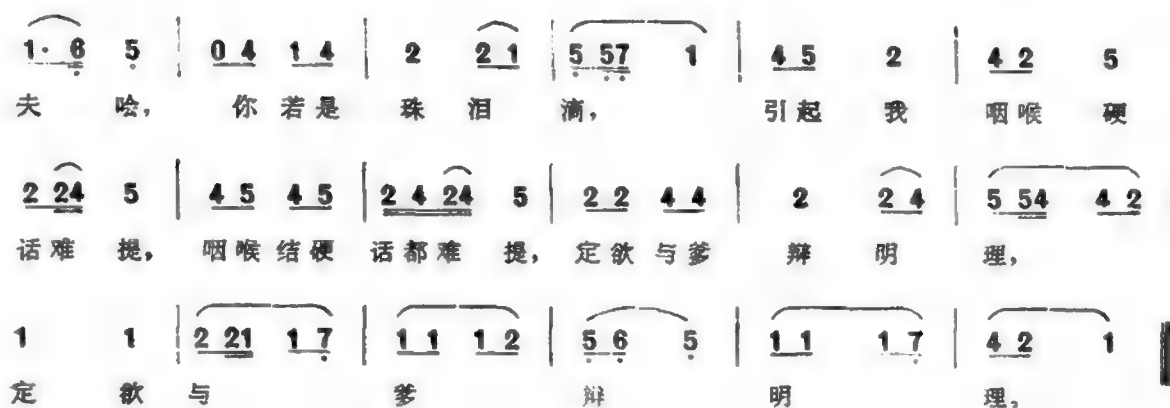 1· 6 5 | 0 4 1 4 | 2 2 1 | 5 57 1 | 4 5 2 | 4 2 5
夫 哙， 你 若 是 珠 泪 滴， 引 起 我 咽 喉 硬
2 24 5 | 4 5 4 5 | 2 4 24 5 | 2 2 4 4 | 2 2 4 | 5 54 4 2
话 难 提， 咽 喉 结 硬 话 都 难 提， 定 欲 与 爹 辩 明 理，
1 1 | 2 21 1 7 | 1 1 1 2 | 5 6 5 | 1 1 1 7 | 4 2 1
定 欲 与 爹 辩 明 理。